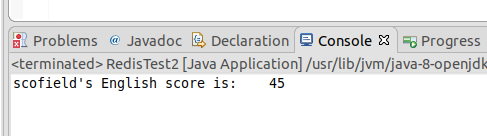 Problems @ Javadoc Declaration Console Progress
<terminated> RedisTest2 [Java Application] /usr/lib/jvm/java-8-openjdk
scofield's English score is: 45